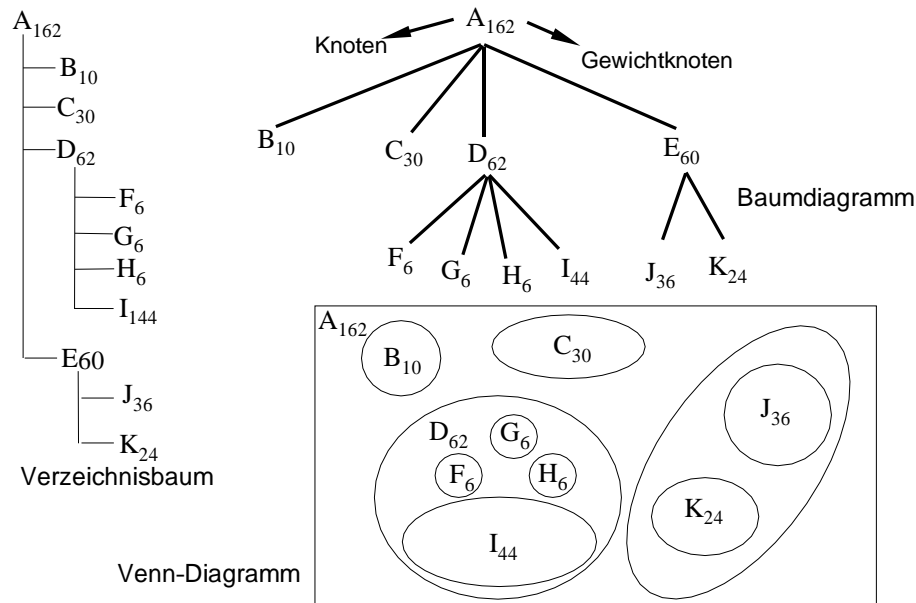 A₁₆₂
B₁₀
C₃₀
D₆₂
F₆
G₆
H₆
I₁₄₄
E60
J₃₆
K₂₄
Verzeichnisbaum
A₁₆₂
Knoten
Gewichtknoten
B₁₀ C₃₀ D₆₂ E₆₀
Baumdiagramm
F₆ G₆ H₆ I₄₄ J₃₆ K₂₄
A₁₆₂
B₁₀
C₃₀
D₆₂
G₆
F₆
H₆
I₄₄
J₃₆
K₂₄
Venn-Diagramm